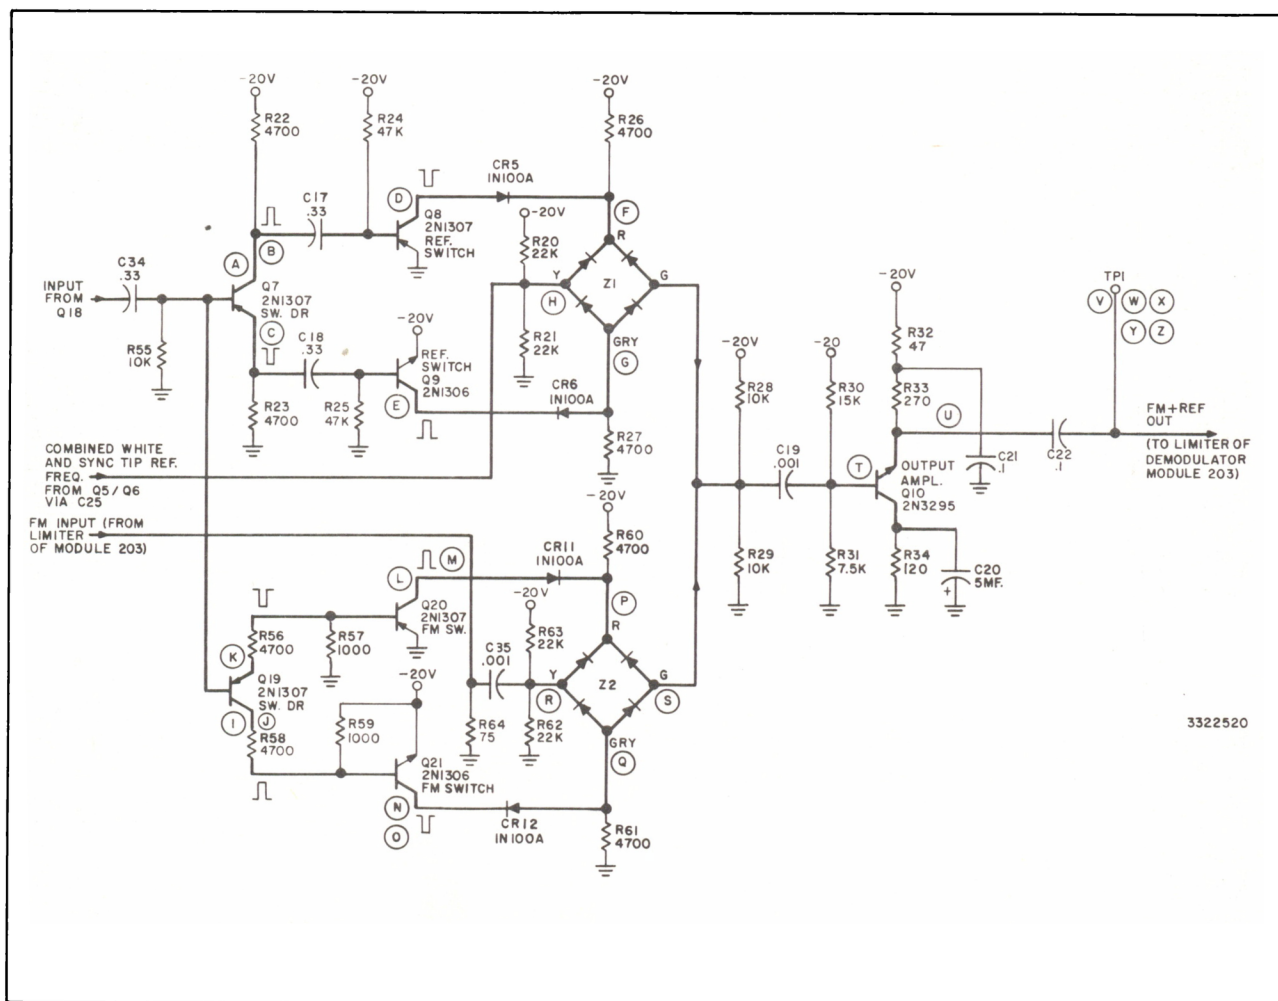 -20V
R22
4700
-20V
R24
47K
-20V
R26
4700
C17
.33
D
Q8
2N1307
REF.
SWITCH
CR5
1N100A
-20V
R20
22K
F
R
Y
H
Z1
G
GRY
G
R21
22K
C34
.33
INPUT
FROM
Q18
R55
10K
A
B
Q7
2N1307
SW. DR
C
C18
.33
R23
4700
R25
47K
-20V
REF.
SWITCH
Q9
2N1306
E
CR6
1N100A
R27
4700
COMBINED WHITE
AND SYNC TIP REF.
FREQ.
FROM Q5/Q6
VIA C25
FM INPUT (FROM
LIMITER
OF MODULE 203)
-20V
R28
10K
R29
10K
C19
.001
-20
R30
15K
R31
7.5K
-20V
R32
47
R33
270
U
T
OUTPUT
AMPL.
Q10
2N3295
R34
120
C20
5MF.
+
C21
.1
C22
.1
TP1
V W X
Y Z
FM+REF
OUT
(TO LIMITER OF
DEMODULATOR
MODULE 203)
-20V
R60
4700
M
L
CR11
1N100A
Q20
2N1307
FM SW.
R56
4700
R57
1000
K
Q19
2N1307
SW. DR
I
J
R58
4700
R59
1000
-20V
Q21
2N1306
FM SWITCH
N
O
C35
.001
R64
75
-20V
R63
22K
R62
22K
P
R
Y
R
Z2
G
S
GRY
Q
CR12
1N100A
R61
4700
3322520